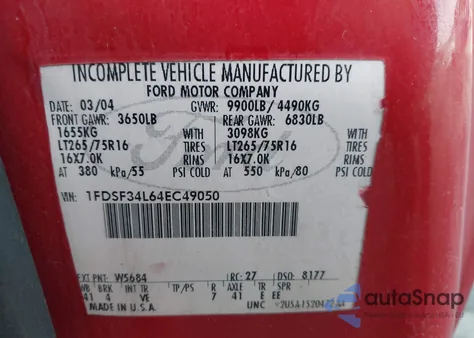 INCOMPLETE VEHICLE MANUFACTURED BY
FORD MOTOR COMPANY
DATE: 03/04 GVWR: 9900LB/ 4490KG
FRONT GAWR: 3650LB REAR GAWR: 6830LB
1655KG WITH 3098KG WITH
LT265/75R16 TIRES LT265/75R16 TIRES
16X7.0K RIMS 16X7.0K RIMS
AT 380 kPa/55 PSI COLD AT 550 kPa/80 PSI COLD
VIN: 1FDSF34L64EC49050
EXT PNT: W5684 RC: 27 DSO: 8177
WB BRK INT TR TP/PS R AXLE TR SPR
41 4 VE 7 41 E EE
MADE IN U.S.A. UNC
Ford
autaSnap